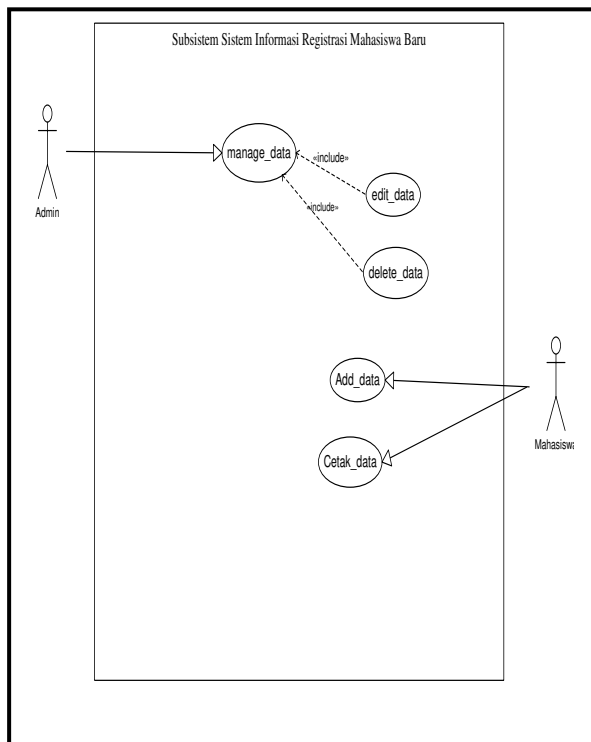 Subsistem Sistem Informasi Registrasi Mahasiswa Baru
manage_data
«include»
edit_data
Admin
«include»
delete_data
Add_data
Mahasiswa
Cetak_data